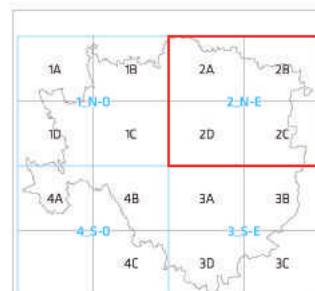 1A 1B 2A 2B
1_N-O 2_N-E
1D 1C 2D 2C
4A 4B 3A 3B
4_S-O 3_S-E
4C 3D 3C